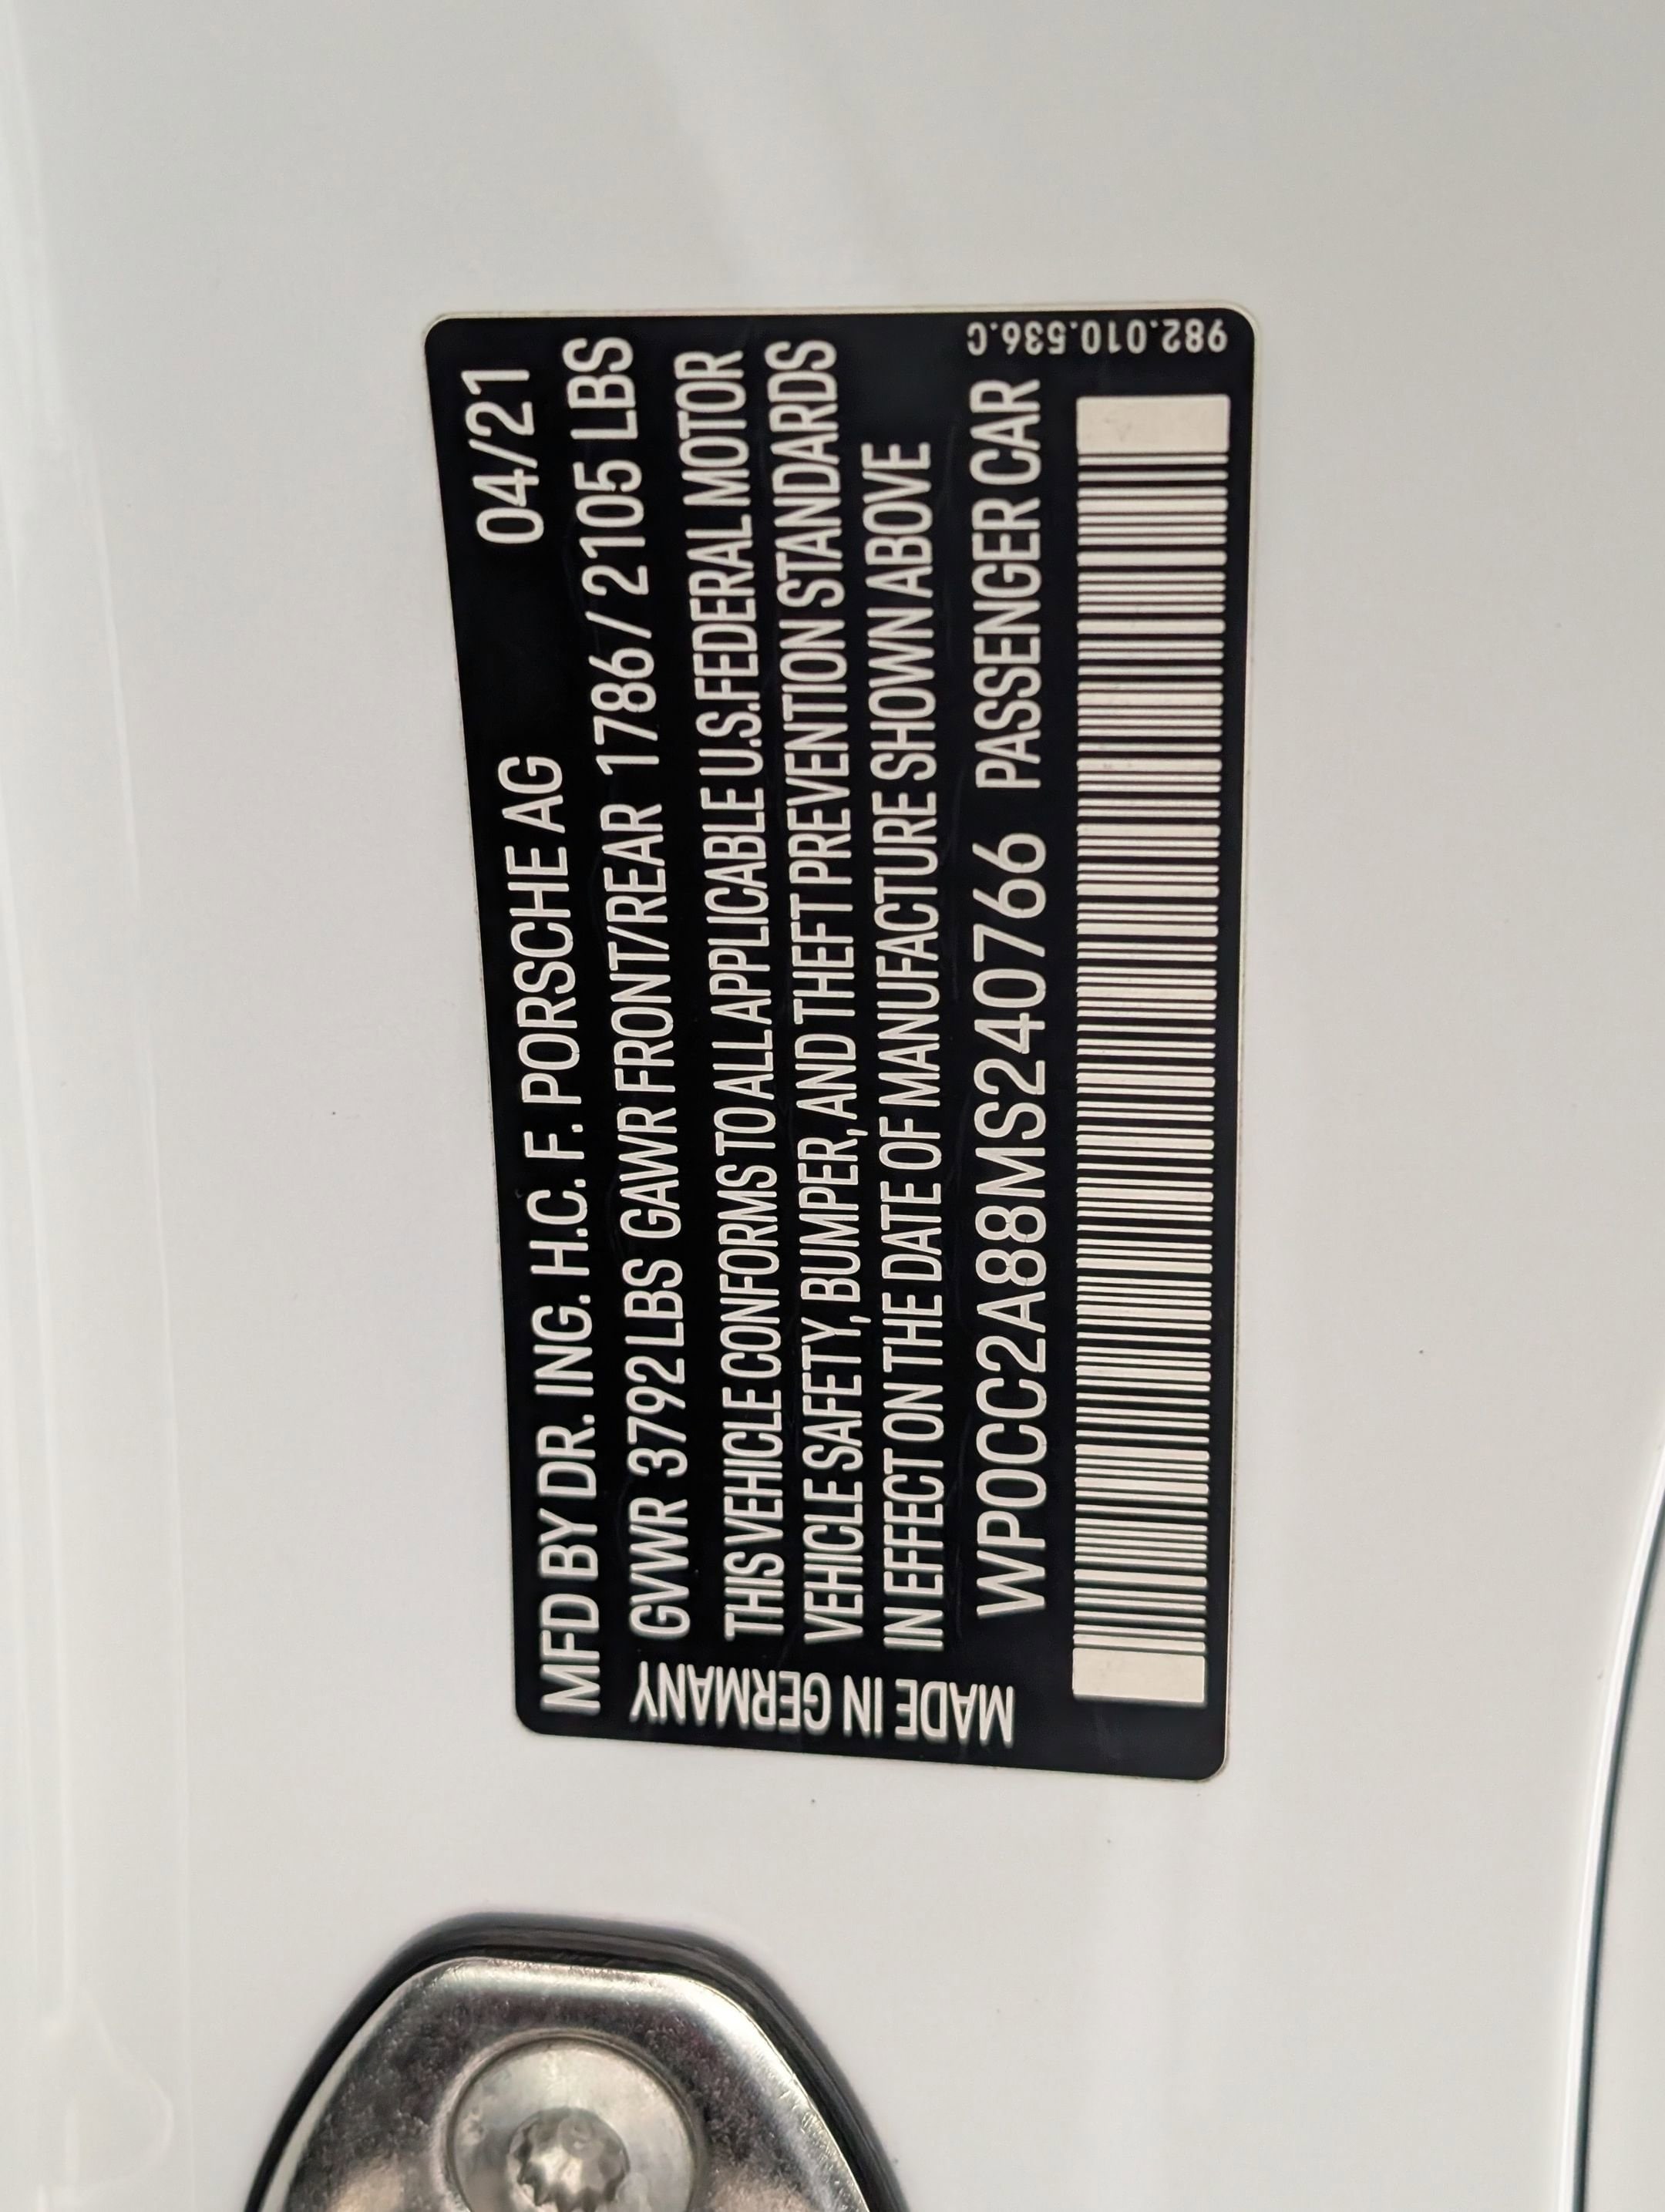 MFD BY DR. ING. H.C. F. PORSCHE AG 04/21
GVWR 3792 LBS GAWR FRONT/REAR 1786 / 2105 LBS
THIS VEHICLE CONFORMS TO ALL APPLICABLE U.S. FEDERAL MOTOR
VEHICLE SAFETY, BUMPER, AND THEFT PREVENTION STANDARDS
IN EFFECT ON THE DATE OF MANUFACTURE SHOWN ABOVE
WP0CC2A88MS240766 PASSENGER CAR
MADE IN GERMANY
982.010.536.C